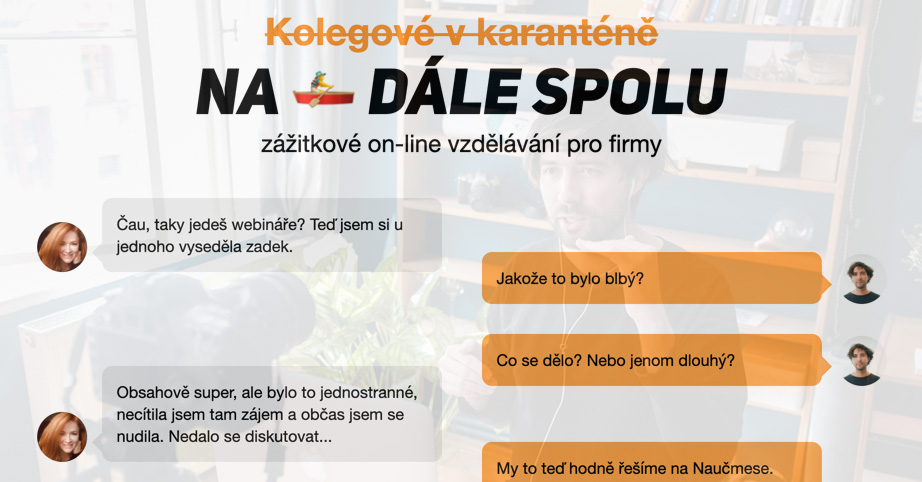 Kolegové v karanténě
NA DÁLE SPOLU
zážitkové on-line vzdělávání pro firmy
Čau, taky jedeš webináře? Teď jsem si u
jednoho vyseděla zadek.
Jakože to bylo blbý?
Co se dělo? Nebo jenom dlouhý?
Obsahově super, ale bylo to jednostranné,
necítila jsem tam zájem a občas jsem se
nudila. Nedalo se diskutovat...
My to teď hodně řešíme na Naučmese.